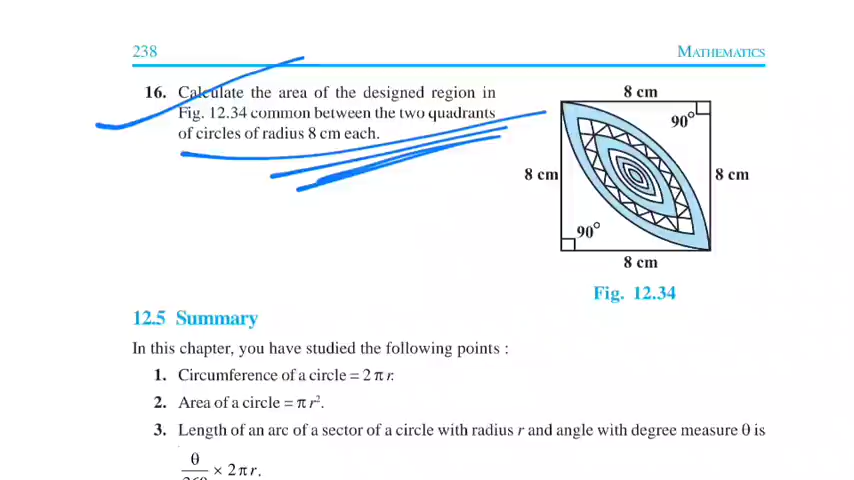 238
MATHEMATICS
16. Calculate the area of the designed region in
Fig. 12.34 common between the two quadrants
of circles of radius 8 cm each.
8 cm
90°
8 cm
8 cm
90°
8 cm
Fig. 12.34
12.5 Summary
In this chapter, you have studied the following points :
1. Circumference of a circle = 2 π r.
2. Area of a circle = π r².
3. Length of an arc of a sector of a circle with radius r and angle with degree measure θ is
θ
× 2 π r.